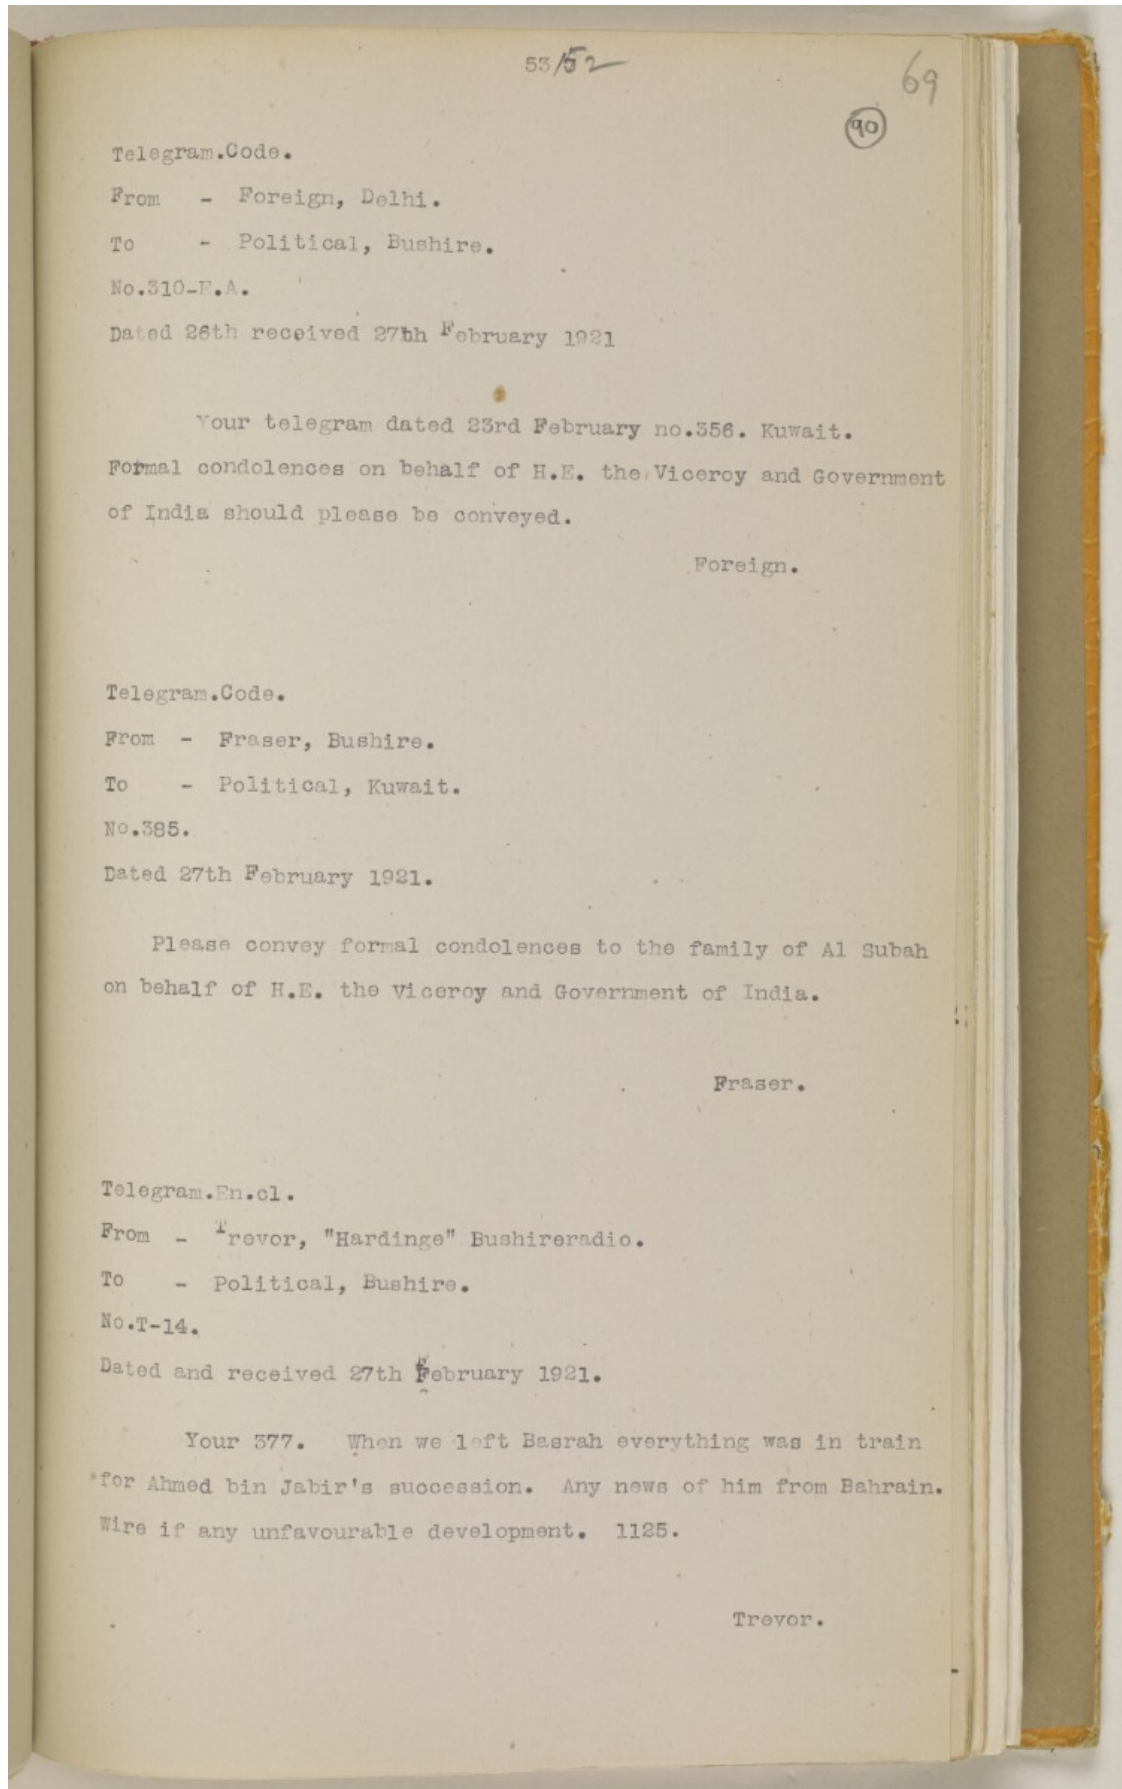 53/52
69
90
Telegram.Code.
From - Foreign, Delhi.
To - Political, Bushire.
No.310-E.A.
Dated 26th received 27th February 1921
Your telegram dated 23rd February no.356. Kuwait.
Formal condolences on behalf of H.E. the Viceroy and Government
of India should please be conveyed.
Foreign.
Telegram.Code.
From - Fraser, Bushire.
To - Political, Kuwait.
No.385.
Dated 27th February 1921.
Please convey formal condolences to the family of Al Subah
on behalf of H.E. the Viceroy and Government of India.
Fraser.
Telegram.En.cl.
From - Trevor, "Hardinge" Bushireradio.
To - Political, Bushire.
No.T-14.
Dated and received 27th February 1921.
Your 377. When we left Basrah everything was in train
for Ahmed bin Jabir's succession. Any news of him from Bahrain.
Wire if any unfavourable development. 1125.
Trevor.